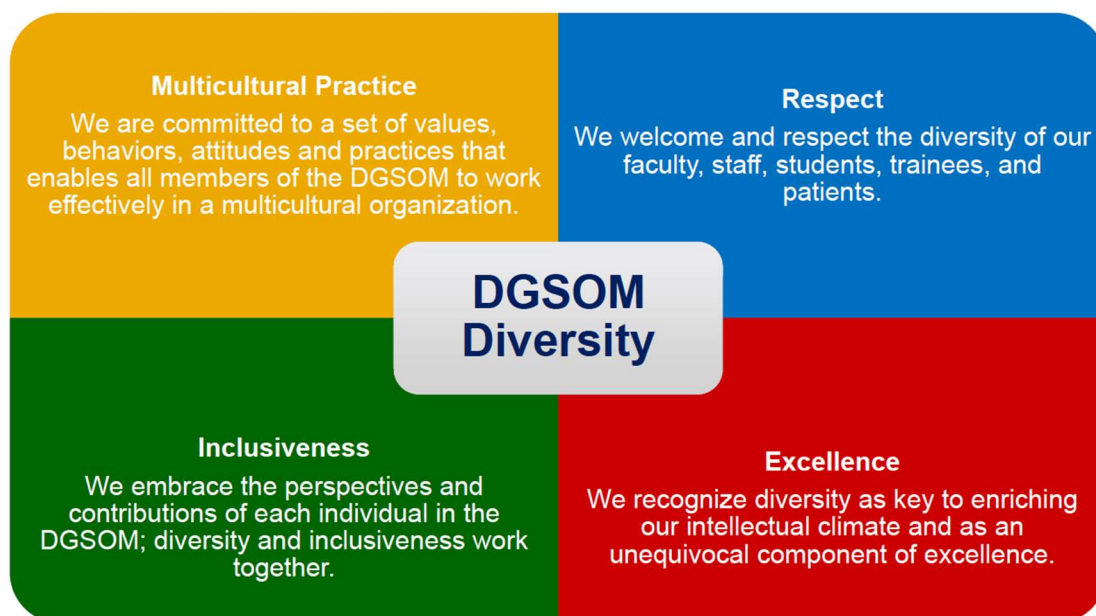 Multicultural Practice
We are committed to a set of values,
behaviors, attitudes and practices that
enables all members of the DGSOM to work
effectively in a multicultural organization.
Respect
We welcome and respect the diversity of our
faculty, staff, students, trainees, and
patients.
DGSOM
Diversity
Inclusiveness
We embrace the perspectives and
contributions of each individual in the
DGSOM; diversity and inclusiveness work
together.
Excellence
We recognize diversity as key to enriching
our intellectual climate and as an
unequivocal component of excellence.